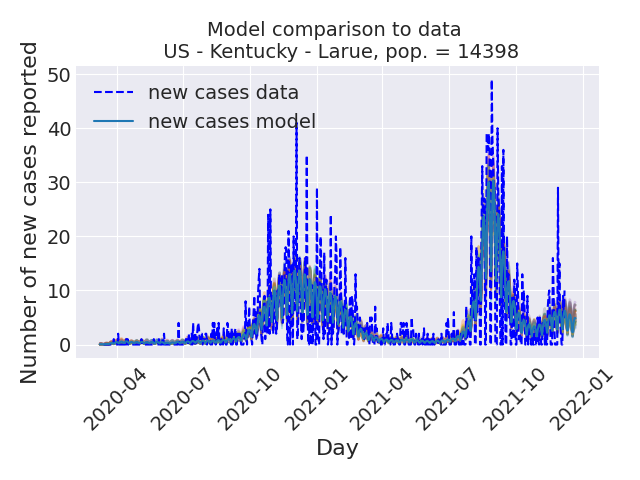 Model comparison to data
US - Kentucky - Larue, pop. = 14398
Number of new cases reported
50
40
30
20
10
0
new cases data
new cases model
2020-04
2020-07
2020-10
2021-01
2021-04
2021-07
2021-10
2022-01
Day